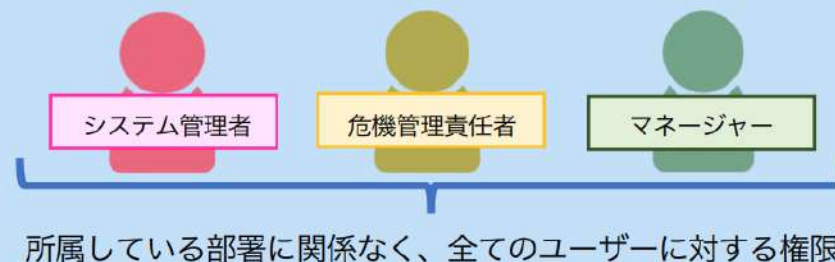 システム管理者
危機管理責任者
マネージャー
所属している部署に関係なく、全てのユーザーに対する権限